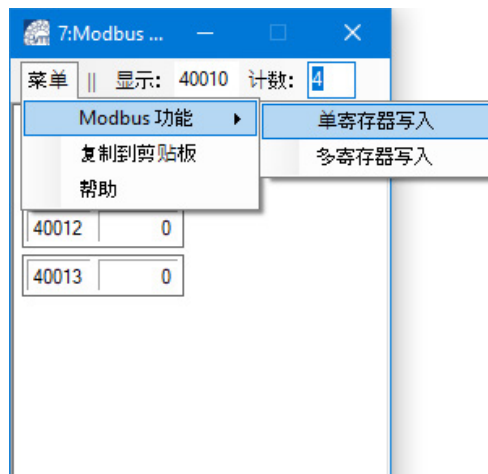 7:Modbus ...
菜单 || 显示: 40010 计数: 4
Modbus 功能
单寄存器写入
复制到剪贴板
多寄存器写入
帮助
40012 0
40013 0